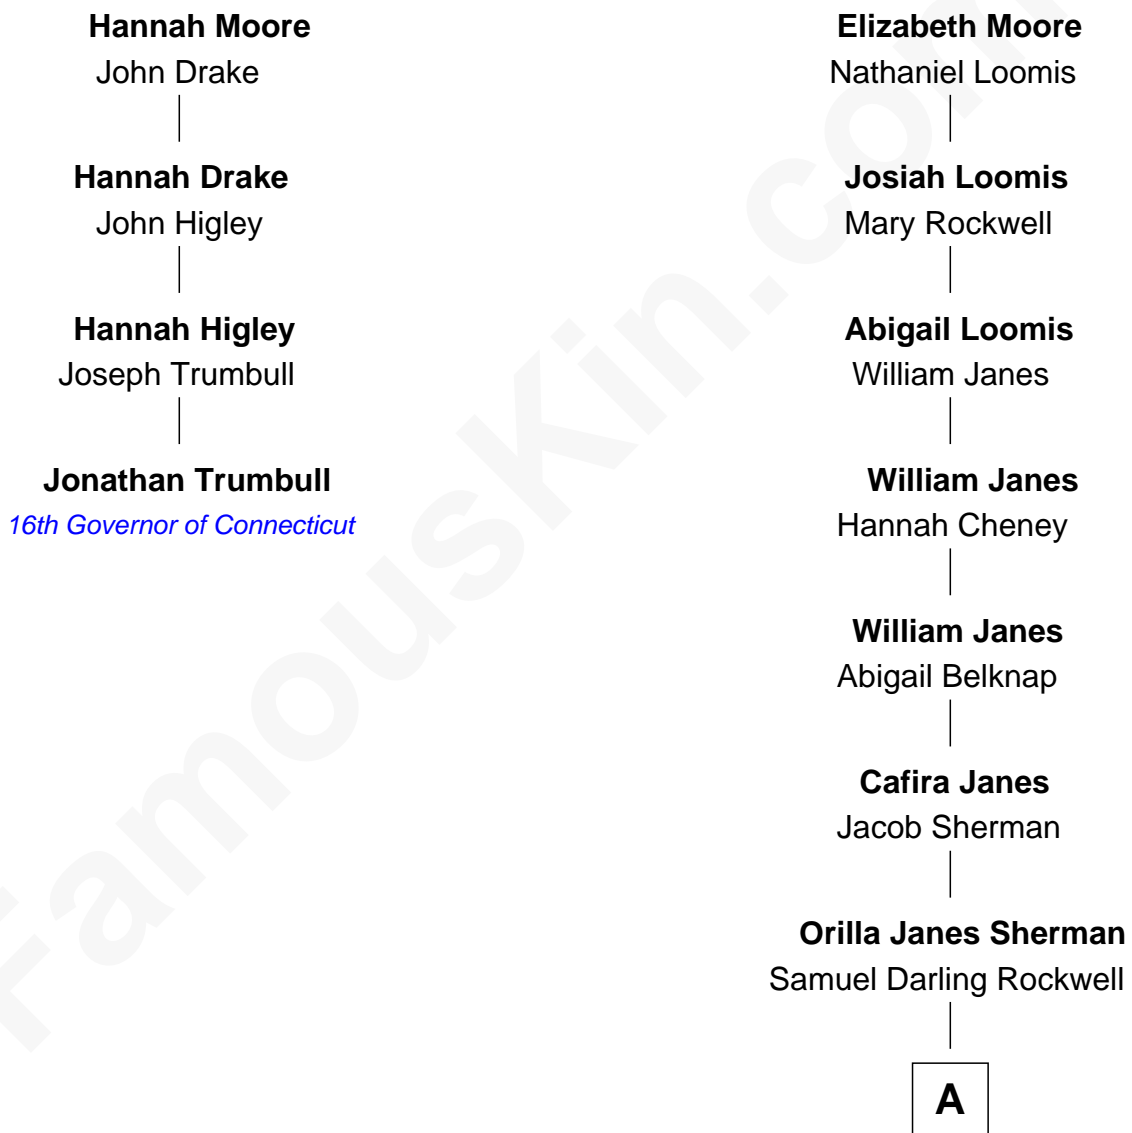 Hannah Moore
John Drake
Hannah Drake
John Higley
Hannah Higley
Joseph Trumbull
Jonathan Trumbull
16th Governor of Connecticut
Elizabeth Moore
Nathaniel Loomis
Josiah Loomis
Mary Rockwell
Abigail Loomis
William Janes
William Janes
Hannah Cheney
William Janes
Abigail Belknap
Cafira Janes
Jacob Sherman
Orilla Janes Sherman
Samuel Darling Rockwell
A
FamousKin.com